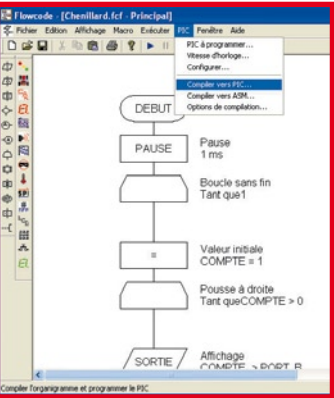 Flowcode - [Chenillard.fcf - Principal]
Fichier Edition Affichage Macro Exécuter PIC Fenêtre Aide
PIC à programmer...
Vitesse d'horloge...
Configurer...
Compiler vers PIC...
Compiler vers ASM...
Options de compilation...
DEBUT
PAUSE
Pause
1 ms
Boucle sans fin
Tant que1
=
Valeur initiale
COMPTE = 1
Pousse à droite
Tant queCOMPTE > 0
SORTIE
Affichage
COMPTE -> PORT B
Compiler l'organigramme et programmer le PIC